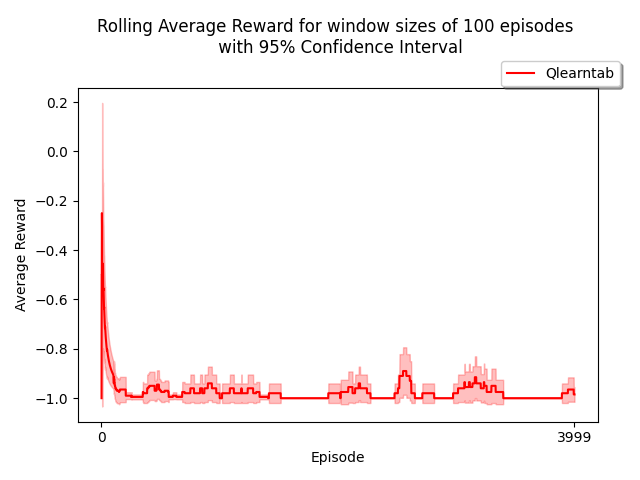 Rolling Average Reward for window sizes of 100 episodes
with 95% Confidence Interval
Qlearntab
0.2
0.0
−0.2
−0.4
−0.6
−0.8
−1.0
Average Reward
0
3999
Episode